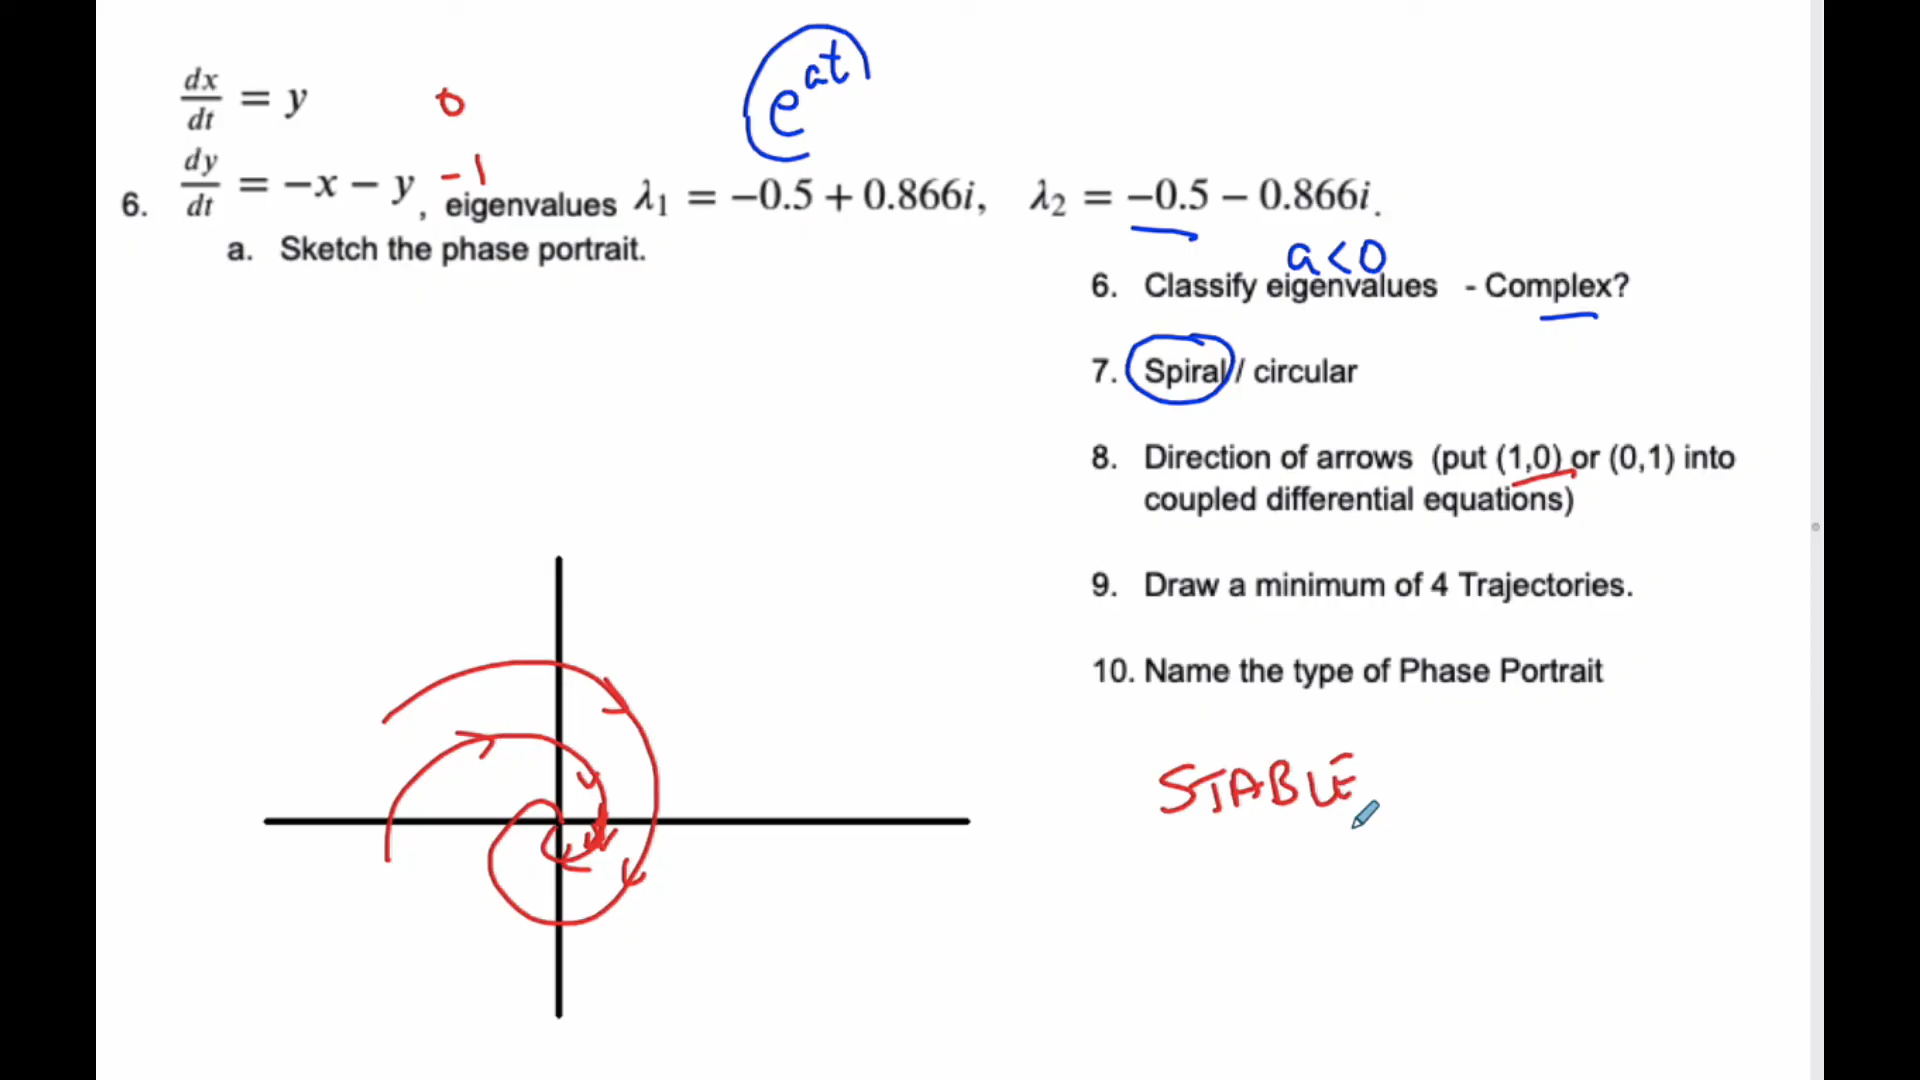 dx/dt = y 0
e^at
6. dy/dt = −x − y, -1 eigenvalues λ₁ = −0.5 + 0.866i, λ₂ = −0.5 − 0.866i.
a. Sketch the phase portrait.
a<0
6. Classify eigenvalues - Complex?
7. Spiral / circular
8. Direction of arrows (put (1,0) or (0,1) into
coupled differential equations)
9. Draw a minimum of 4 Trajectories.
10. Name the type of Phase Portrait
STABLE